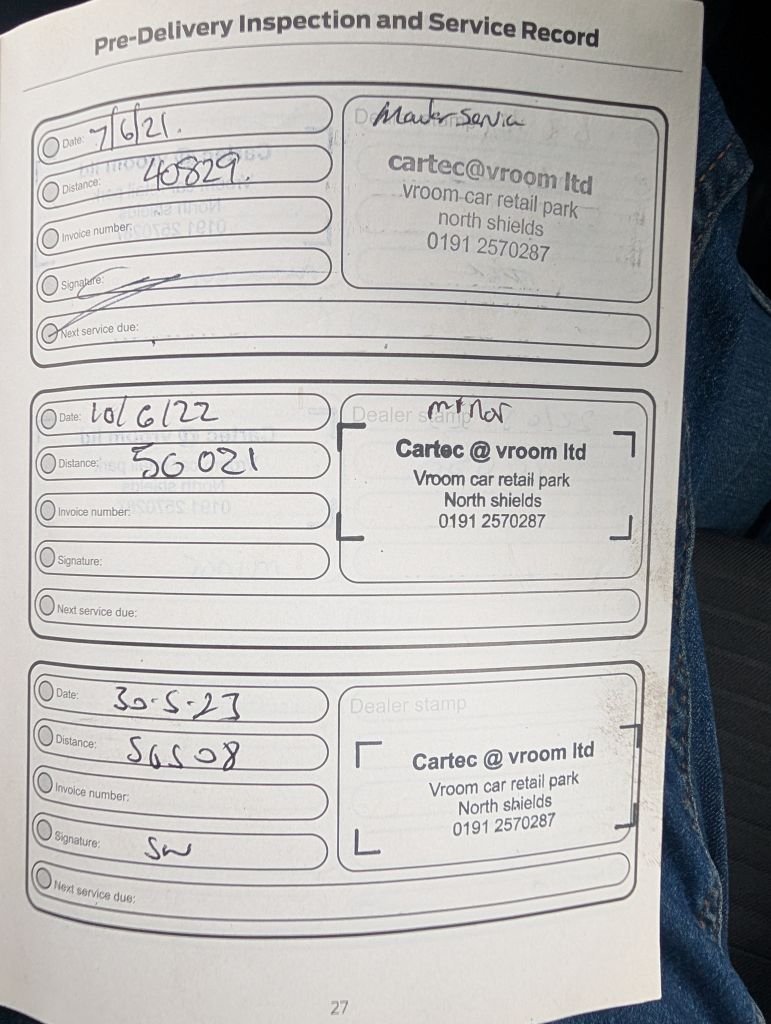 Pre-Delivery Inspection and Service Record
Date: 7/6/21.
Distance: 40829.
Invoice number:
Signature:
Next service due:
cartec@vroom ltd
vroom car retail park
north shields
0191 2570287
Date: 10/6/22
Distance: 50021
Invoice number:
Signature:
Next service due:
Dealer stamp
minor
Cartec @ vroom ltd
Vroom car retail park
North shields
0191 2570287
Date: 30-5-23
Distance: 56508
Invoice number:
Signature: SW
Next service due:
Dealer stamp
Cartec @ vroom ltd
Vroom car retail park
North shields
0191 2570287
27